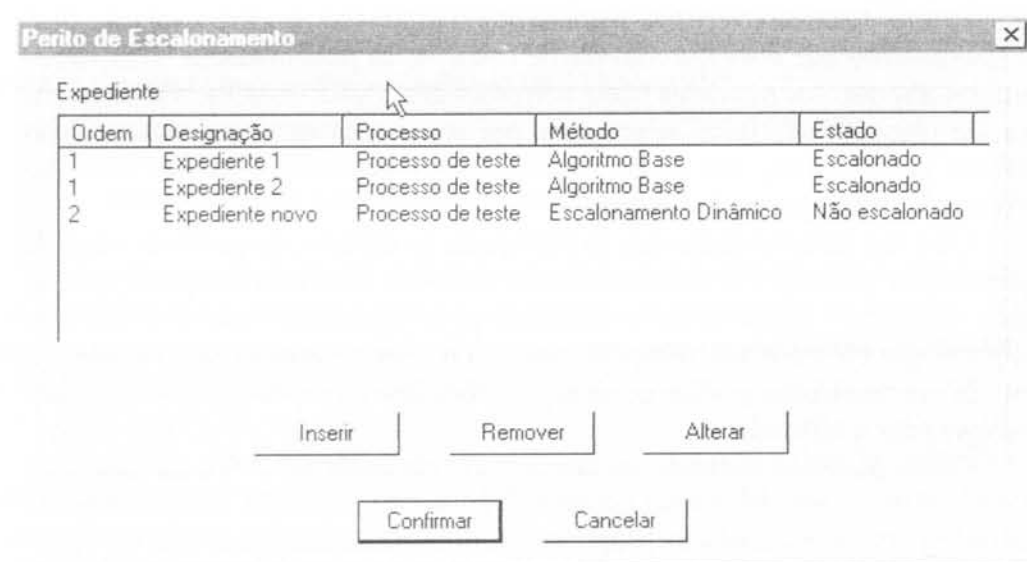 Perito de Escalonamento
Expediente
Ordem Designação Processo Método Estado
1 Expediente 1 Processo de teste Algoritmo Base Escalonado
1 Expediente 2 Processo de teste Algoritmo Base Escalonado
2 Expediente novo Processo de teste Escalonamento Dinâmico Não escalonado
Inserir Remover Alterar
Confirmar Cancelar